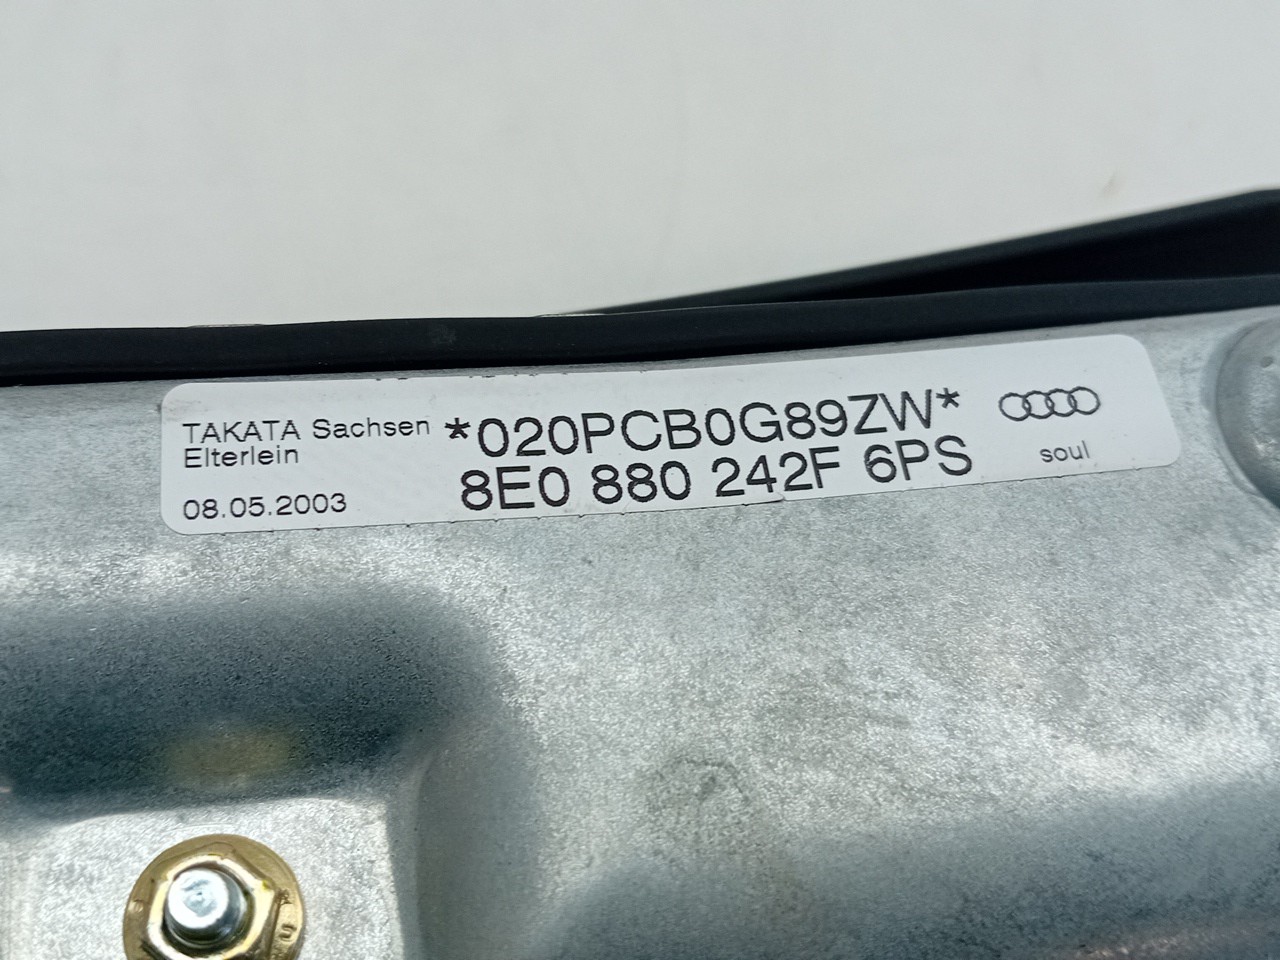 TAKATA Sachsen
Elterlein
08.05.2003
*020PCB0G89ZW*
8E0 880 242F 6PS
soul